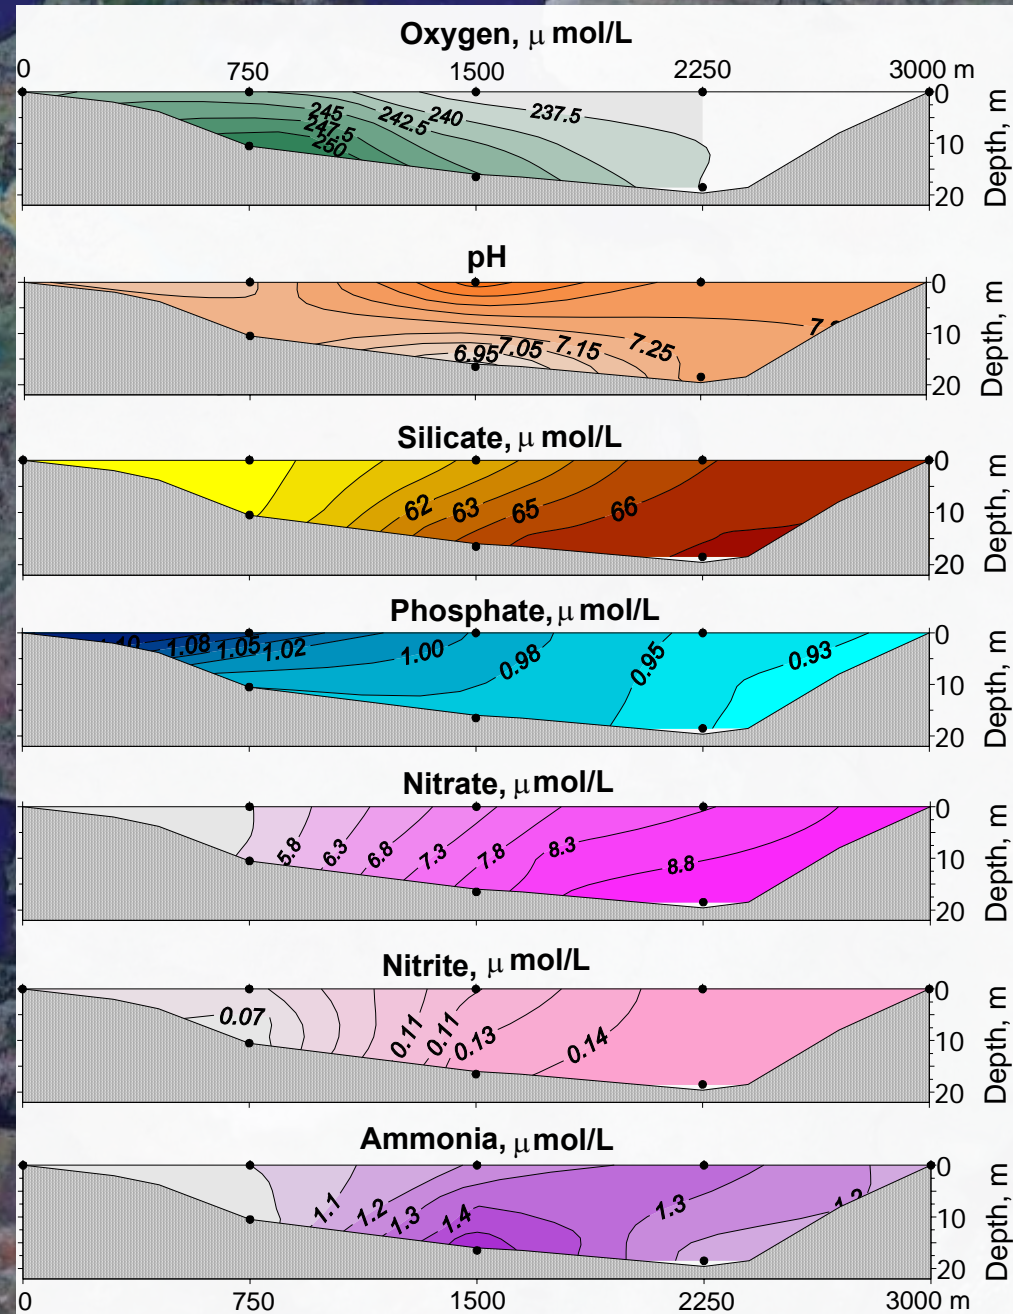 Oxygen, μ mol/L
0 750 1500 2250 3000 m
245 242.5 240 237.5
247.5
250
0
10
20
Depth, m
pH
6.95 7.05 7.15 7.25
0
10
20
Depth, m
Silicate, μ mol/L
62 63 65 66
0
10
20
Depth, m
Phosphate, μ mol/L
1.08 1.05 1.02 1.00 0.98 0.95 0.93
0
10
20
Depth, m
Nitrate, μ mol/L
5.8 6.3 6.8 7.3 7.8 8.3 8.8
0
10
20
Depth, m
Nitrite, μ mol/L
0.07 0.11 0.11 0.13 0.14
0
10
20
Depth, m
Ammonia, μ mol/L
1.1 1.2 1.3 1.4 1.3
0
10
20
Depth, m
0 750 1500 2250 3000 m